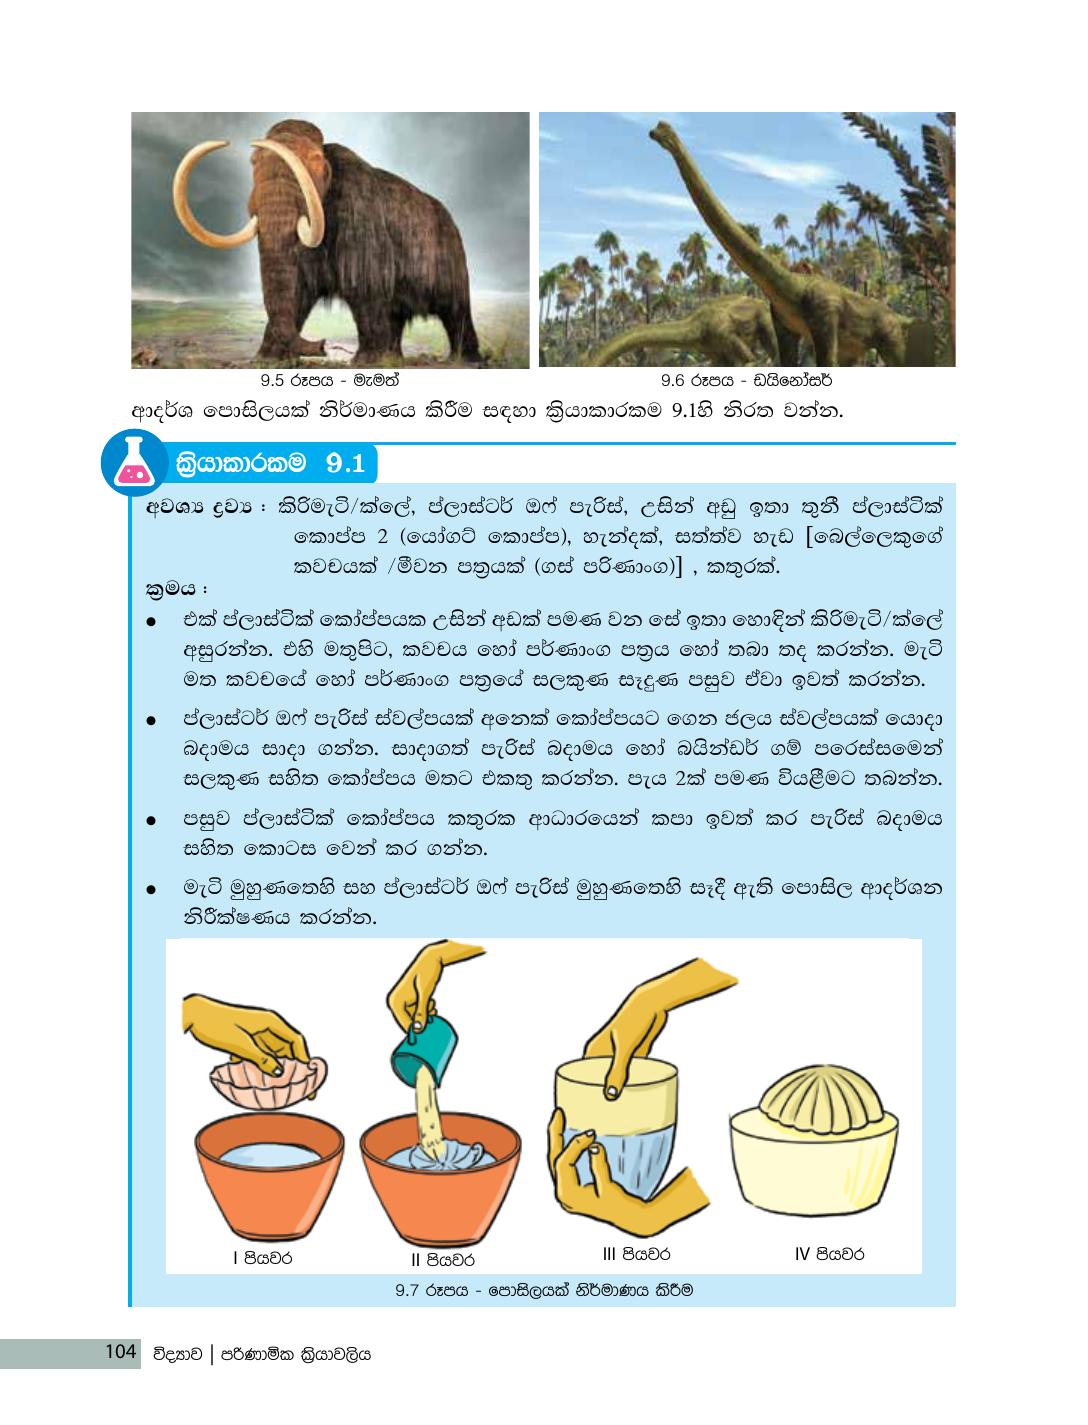 9.5 රූපය - මැමත්
9.6 රූපය - ඩයිනෝසර්
ආදර්ශ පොසිලයක් නිර්මාණය කිරීම සඳහා ක්‍රියාකාරකම 9.1හි නිරත වන්න.
ක්‍රියාකාරකම 9.1
අවශ්‍ය ද්‍රව්‍ය : කිරිමැටි/ක්ලේ, ප්ලාස්ටර් ඔෆ් පැරිස්, උසින් අඩු ඉතා තුනී ප්ලාස්ටික්
කොප්ප 2 (යෝගට් කොප්ප), හැන්දක්, සත්ත්ව හැඩ [බෙල්ලෙකුගේ
කවචයක් /මීවන පත්‍රයක් (ගස් පරිණාංග)] , කතුරක්.
ක්‍රමය :
● එක් ප්ලාස්ටික් කෝප්පයක උසින් අඩක් පමණ වන සේ ඉතා හොඳින් කිරිමැටි/ක්ලේ
අසුරන්න. එහි මතුපිට, කවචය හෝ පර්ණාංග පත්‍රය හෝ තබා තද කරන්න. මැටි
මත කවචයේ හෝ පර්ණාංග පත්‍රයේ සලකුණ සෑදුණ පසුව ඒවා ඉවත් කරන්න.
● ප්ලාස්ටර් ඔෆ් පැරිස් ස්වල්පයක් අනෙක් කෝප්පයට ගෙන ජලය ස්වල්පයක් යොදා
බදාමය සාදා ගන්න. සාදාගත් පැරිස් බදාමය හෝ බයින්ඩර් ගම් පරෙස්සමෙන්
සලකුණ සහිත කෝප්පය මතට එකතු කරන්න. පැය 2ක් පමණ වියළීමට තබන්න.
● පසුව ප්ලාස්ටික් කෝප්පය කතුරක ආධාරයෙන් කපා ඉවත් කර පැරිස් බදාමය
සහිත කොටස වෙන් කර ගන්න.
● මැටි මුහුණතෙහි සහ ප්ලාස්ටර් ඔෆ් පැරිස් මුහුණතෙහි සෑදී ඇති පොසිල ආදර්ශන
නිරීක්ෂණය කරන්න.
I පියවර
II පියවර
III පියවර
IV පියවර
9.7 රූපය - පොසිලයක් නිර්මාණය කිරීම
104 විද්‍යාව | පරිණාමික ක්‍රියාවලිය